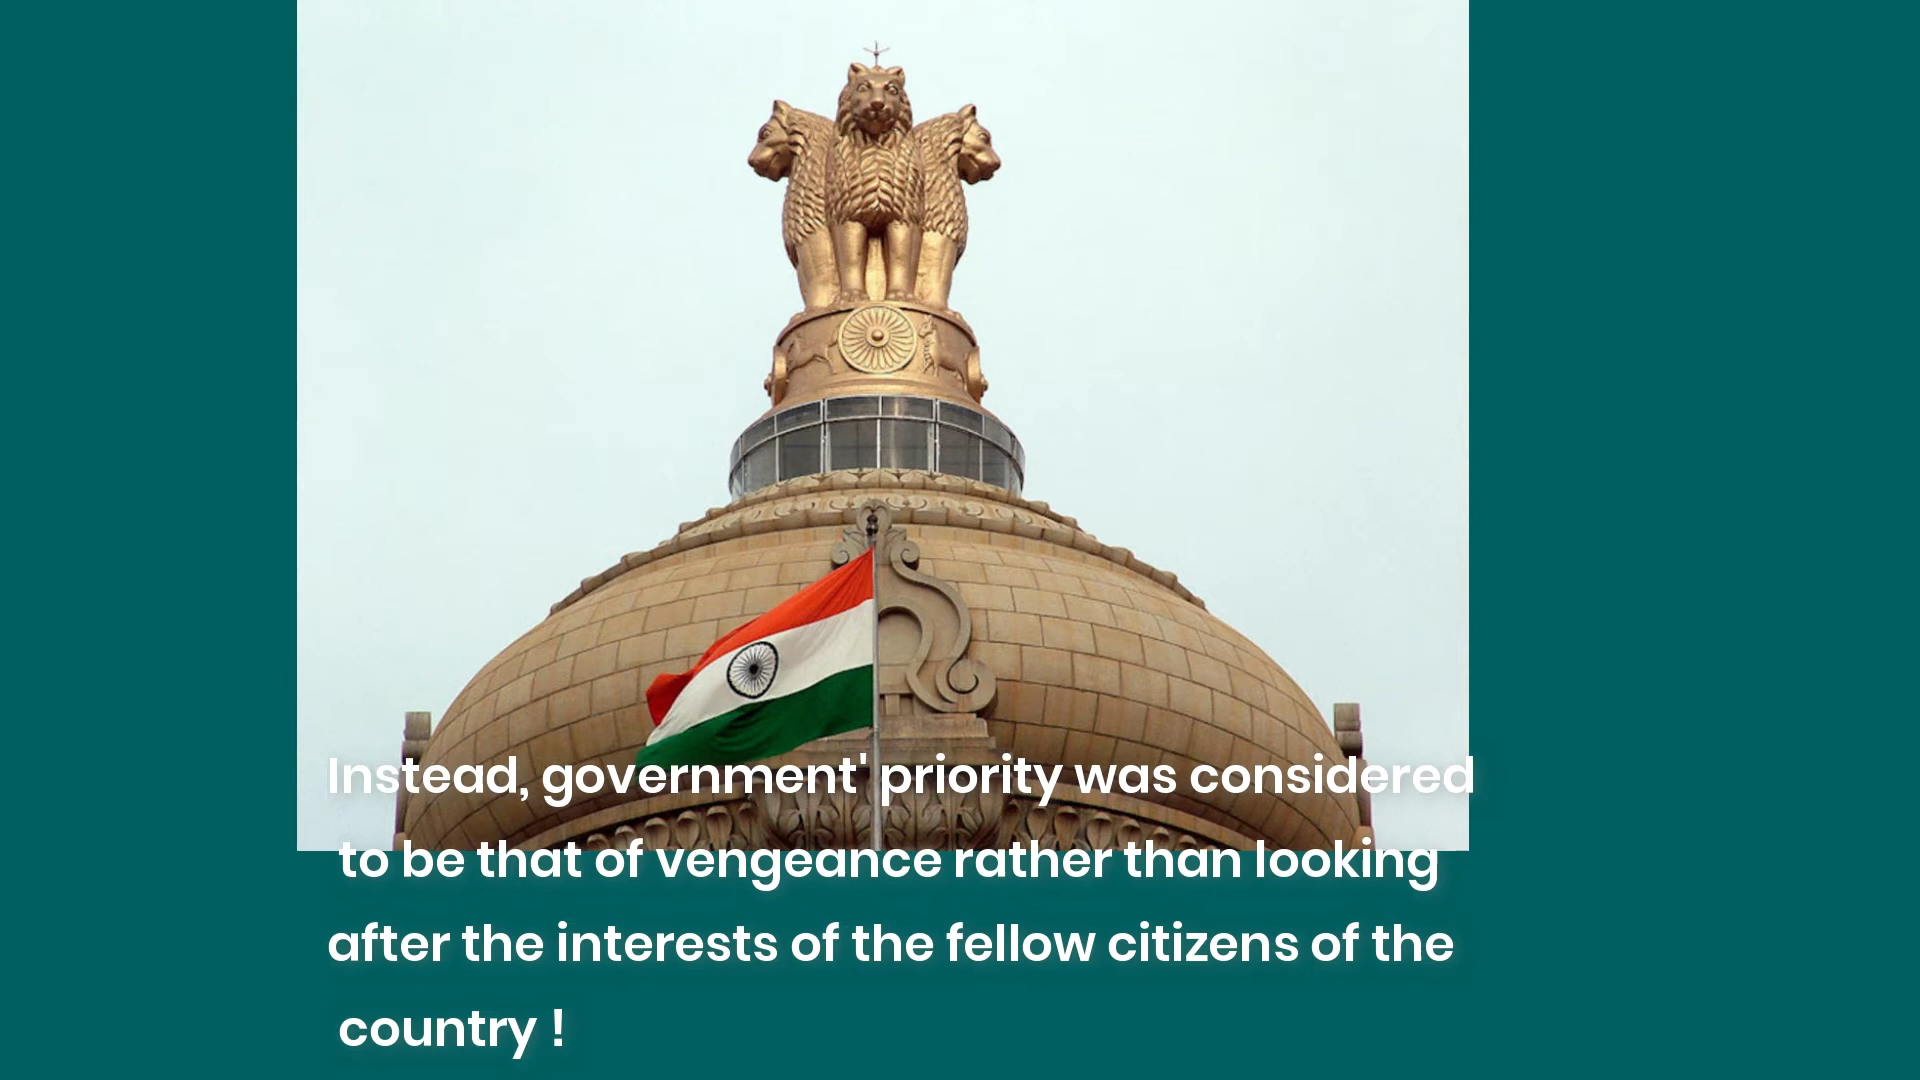 Instead, government' priority was considered
to be that of vengeance rather than looking
after the interests of the fellow citizens of the
country !